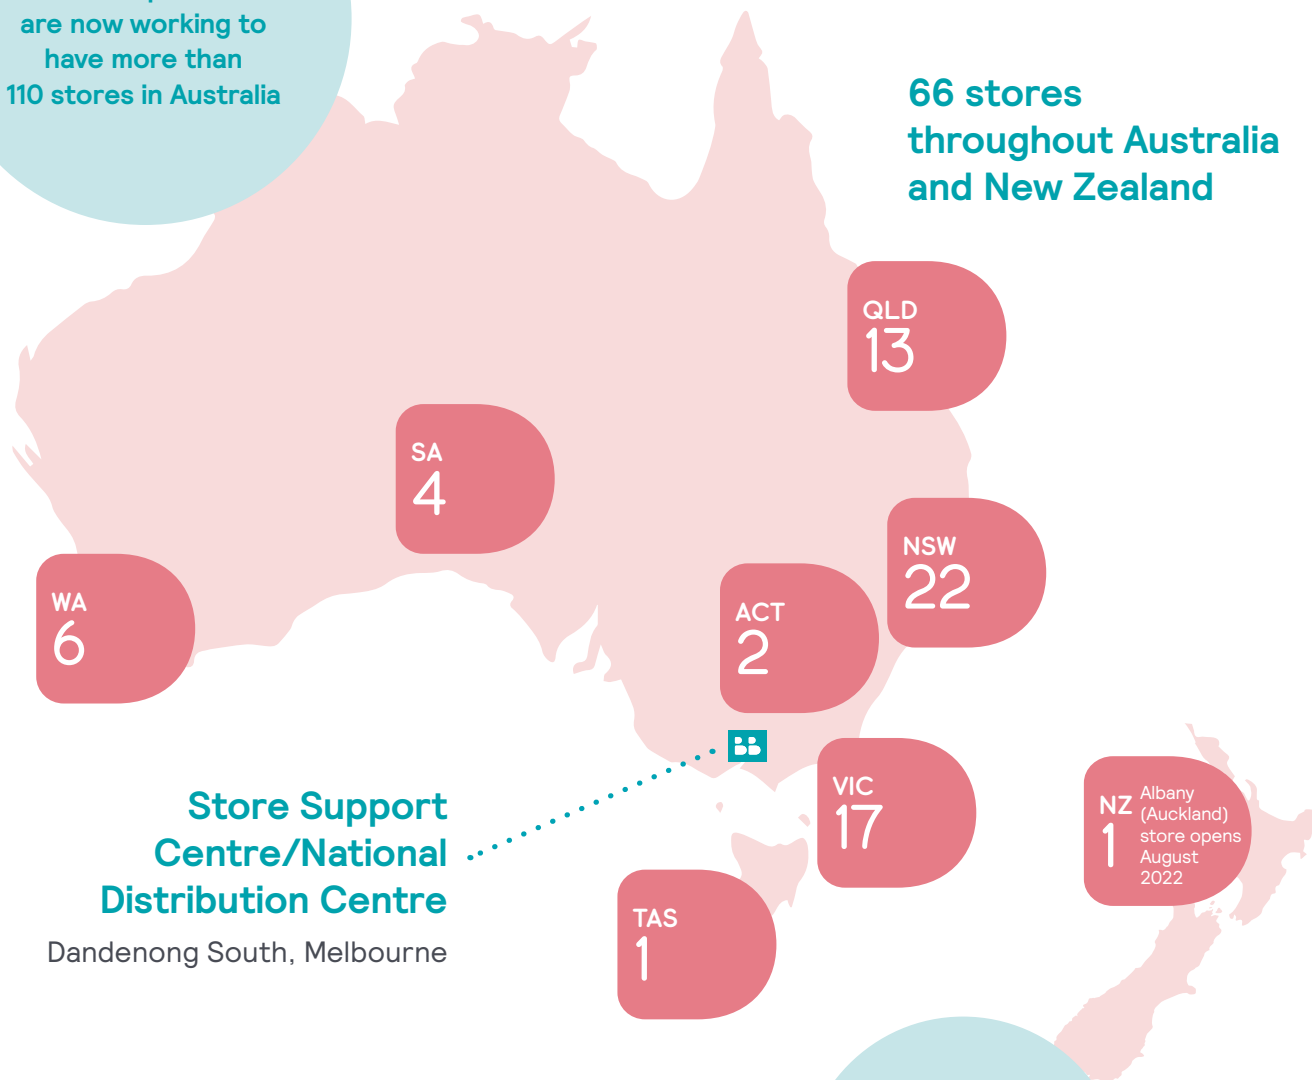 are now working to
have more than
110 stores in Australia
66 stores
throughout Australia
and New Zealand
QLD
13
SA
4
NSW
22
WA
6
ACT
2
VIC
17
Store Support
Centre/National
Distribution Centre
Dandenong South, Melbourne
NZ
1
Albany
(Auckland)
store opens
August
2022
TAS
1